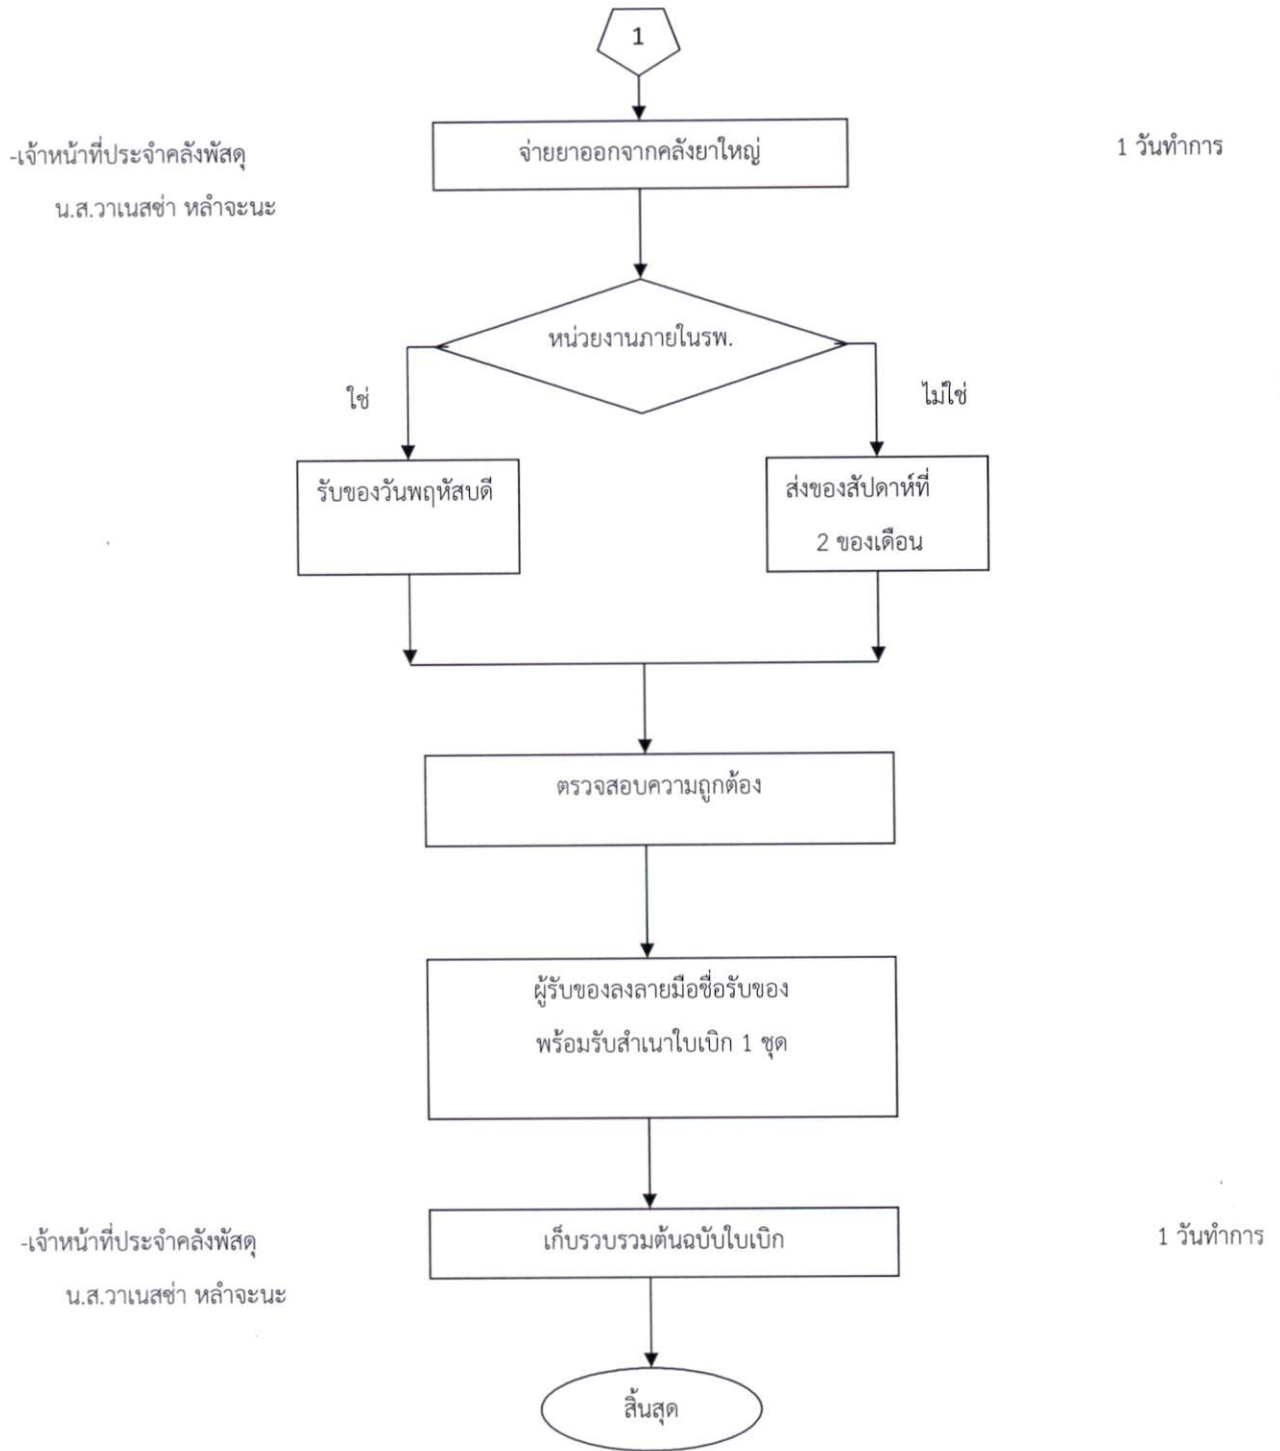 1
-เจ้าหน้าที่ประจำคลังพัสดุ
น.ส.วาเนสซ่า หลำจะนะ
จ่ายยาออกจากคลังยาใหญ่
1 วันทำการ
หน่วยงานภายในรพ.
ใช่
ไม่ใช่
รับของวันพฤหัสบดี
ส่งของสัปดาห์ที่
2 ของเดือน
ตรวจสอบความถูกต้อง
ผู้รับของลงลายมือชื่อรับของ
พร้อมรับสำเนาใบเบิก 1 ชุด
-เจ้าหน้าที่ประจำคลังพัสดุ
น.ส.วาเนสซ่า หลำจะนะ
เก็บรวบรวมต้นฉบับใบเบิก
1 วันทำการ
สิ้นสุด